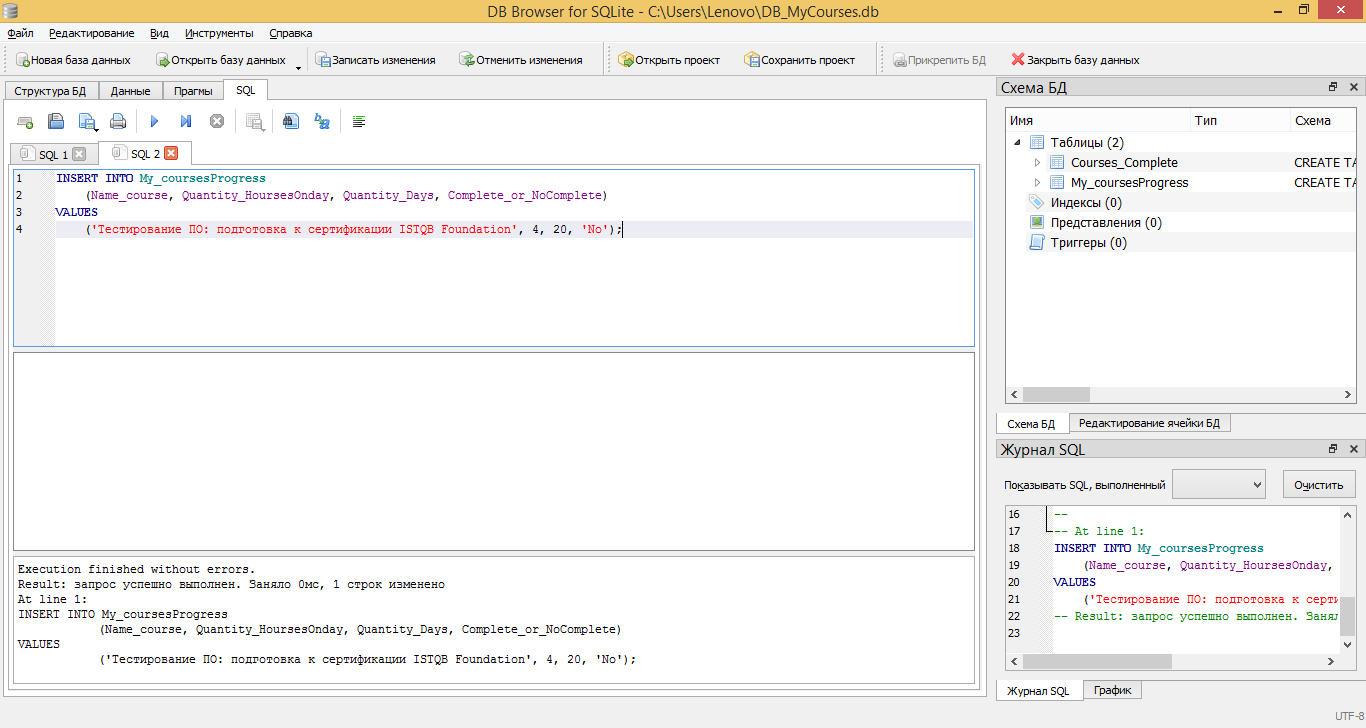 DB Browser for SQLite - C:\Users\Lenovo\DB_MyCourses.db
Файл Редактирование Вид Инструменты Справка
Новая база данных Открыть базу данных Записать изменения Отменить изменения Открыть проект Сохранить проект Прикрепить БД Закрыть базу данных
Структура БД Данные Прагмы SQL
SQL 1 SQL 2
1 INSERT INTO My_coursesProgress
2 (Name_course, Quantity_HoursesOnday, Quantity_Days, Complete_or_NoComplete)
3 VALUES
4 ('Тестирование ПО: подготовка к сертификации ISTQB Foundation', 4, 20, 'No');
Execution finished without errors.
Result: запрос успешно выполнен. Заняло 0мс, 1 строк изменено
At line 1:
INSERT INTO My_coursesProgress
(Name_course, Quantity_HoursesOnday, Quantity_Days, Complete_or_NoComplete)
VALUES
('Тестирование ПО: подготовка к сертификации ISTQB Foundation', 4, 20, 'No');
Схема БД
Имя Тип Схема
Таблицы (2)
Courses_Complete CREATE TA
My_coursesProgress CREATE TA
Индексы (0)
Представления (0)
Триггеры (0)
Схема БД Редактирование ячейки БД
Журнал SQL
Показывать SQL, выполненный Очистить
16 --
17 -- At line 1:
18 INSERT INTO My_coursesProgress
19 (Name_course, Quantity_HoursesOnday,
20 VALUES
21 ('Тестирование ПО: подготовка к серти
22 -- Result: запрос успешно выполнен. Занял
23
Журнал SQL График
UTF-8